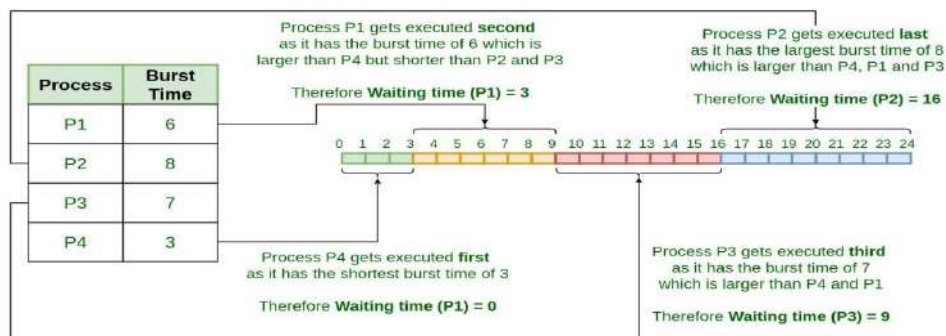 Process P1 gets executed second
as it has the burst time of 6 which is
larger than P4 but shorter than P2 and P3
Therefore Waiting time (P1) = 3
Process P2 gets executed last
as it has the largest burst time of 8
which is larger than P4, P1 and P3
Therefore Waiting time (P2) = 16
Process Burst Time
P1 6
P2 8
P3 7
P4 3
0 1 2 3 4 5 6 7 8 9 10 11 12 13 14 15 16 17 18 19 20 21 22 23 24
Process P4 gets executed first
as it has the shortest burst time of 3
Therefore Waiting time (P1) = 0
Process P3 gets executed third
as it has the burst time of 7
which is larger than P4 and P1
Therefore Waiting time (P3) = 9